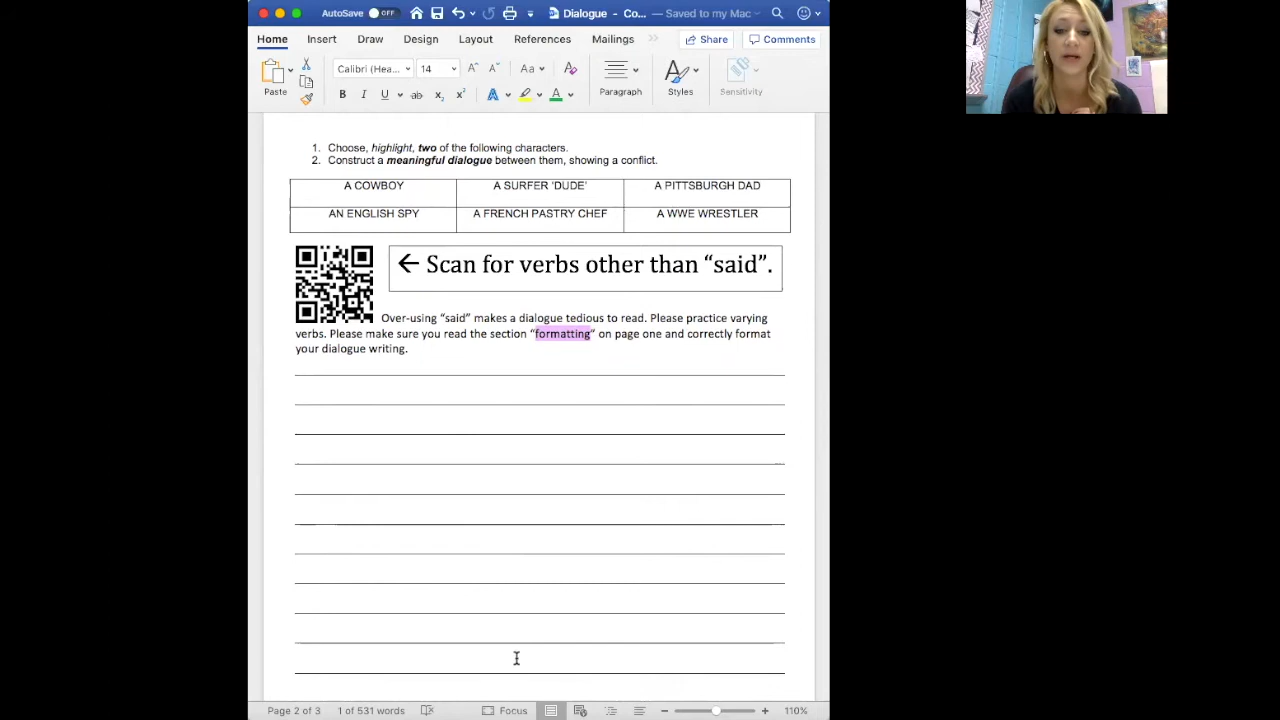 AutoSave OFF Dialogue - Co... — Saved to my Mac
Home Insert Draw Design Layout References Mailings Share Comments
Calibri (Hea... 14 Aa
Paste B I U ab x₂ x² A A Paragraph Styles Sensitivity
1. Choose, highlight, two of the following characters.
2. Construct a meaningful dialogue between them, showing a conflict.
A COWBOY A SURFER ‘DUDE’ A PITTSBURGH DAD
AN ENGLISH SPY A FRENCH PASTRY CHEF A WWE WRESTLER
← Scan for verbs other than “said”.
Over-using “said” makes a dialogue tedious to read. Please practice varying
verbs. Please make sure you read the section “formatting” on page one and correctly format
your dialogue writing.
Page 2 of 3 1 of 531 words Focus 110%